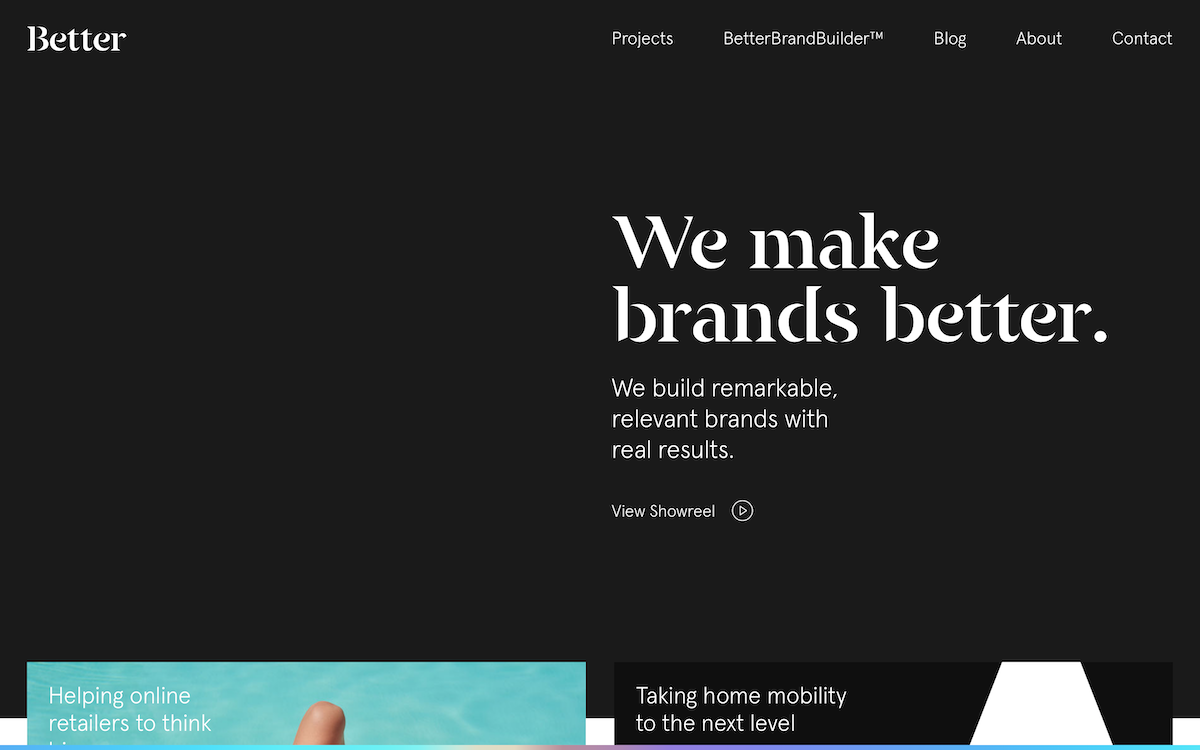 Better
Projects
BetterBrandBuilder™
Blog
About
Contact
We make
brands better.
We build remarkable,
relevant brands with
real results.
View Showreel
Helping online
retailers to think
Taking home mobility
to the next level